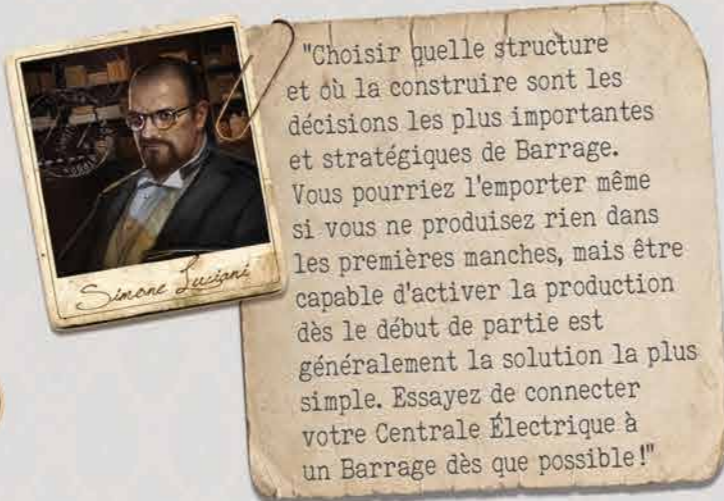 "Choisir quelle structure
et où la construire sont les
décisions les plus importantes
et stratégiques de Barrage.
Vous pourriez l'emporter même
si vous ne produisez rien dans
les premières manches, mais être
capable d'activer la production
dès le début de partie est
généralement la solution la plus
simple. Essayez de connecter
votre Centrale Électrique à
un Barrage dès que possible!"
Simone Luciani